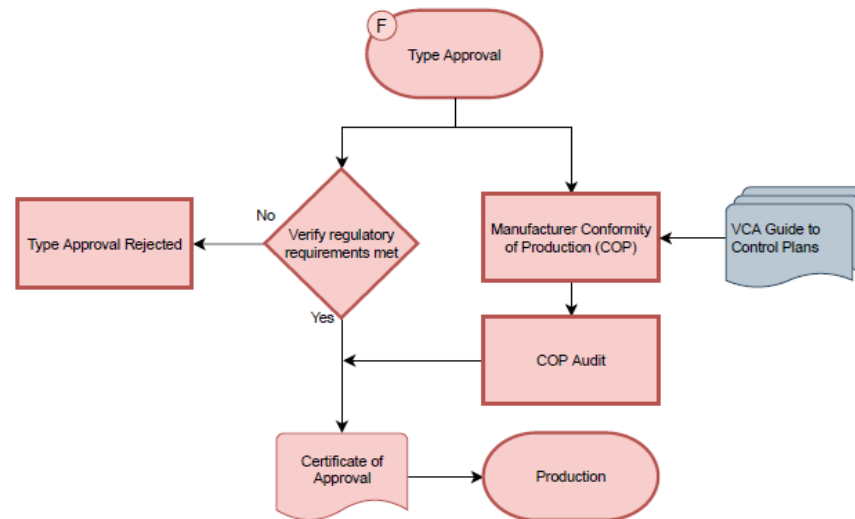 F
Type Approval
No
Type Approval Rejected
Verify regulatory
requirements met
Manufacturer Conformity
of Production (COP)
VCA Guide to
Control Plans
Yes
COP Audit
Certificate of
Approval
Production